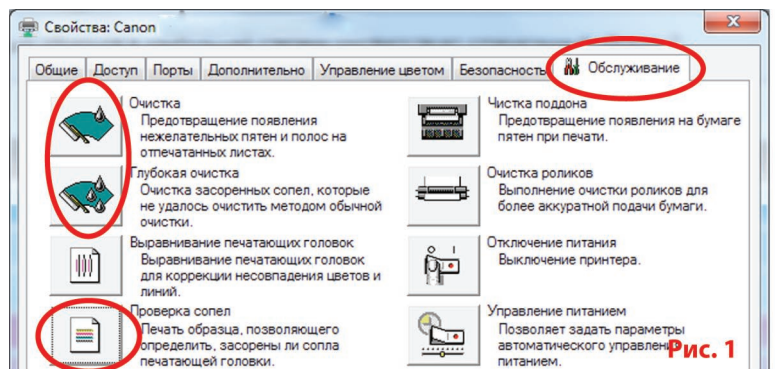 Свойства: Canon
Общие Доступ Порты Дополнительно Управление цветом Безопасность Обслуживание
Очистка
Предотвращение появления
нежелательных пятен и полос на
отпечатанных листах.
Глубокая очистка
Очистка засоренных сопел, которые
не удалось очистить методом обычной
очистки.
Выравнивание печатающих головок
Выравнивание печатающих головок
для коррекции несовпадения цветов и
линий.
Проверка сопел
Печать образца, позволяющего
определить, засорены ли сопла
печатающей головки.
Чистка поддона
Предотвращение появления на бумаге
пятен при печати.
Очистка роликов
Выполнение очистки роликов для
более аккуратной подачи бумаги.
Отключение питания
Выключение принтера.
Управление питанием
Позволяет задать параметры
автоматического управления
питанием.
Рис. 1